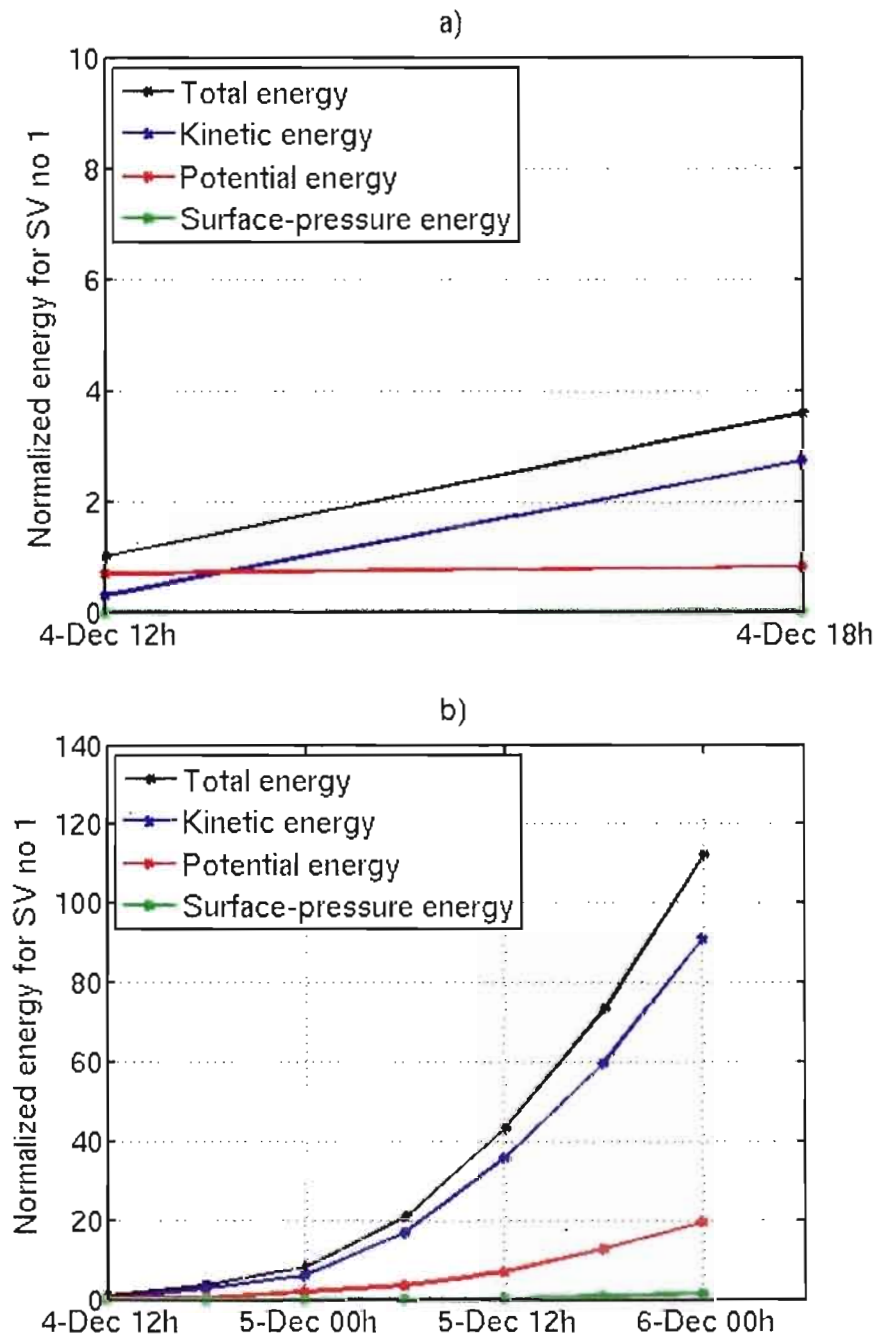 a)
Normalized energy for SV no 1
10
8
6
4
2
0
Total energy
Kinetic energy
Potential energy
Surface-pressure energy
4-Dec 12h
4-Dec 18h
b)
Normalized energy for SV no 1
140
120
100
80
60
40
20
0
Total energy
Kinetic energy
Potential energy
Surface-pressure energy
4-Dec 12h
5-Dec 00h
5-Dec 12h
6-Dec 00h